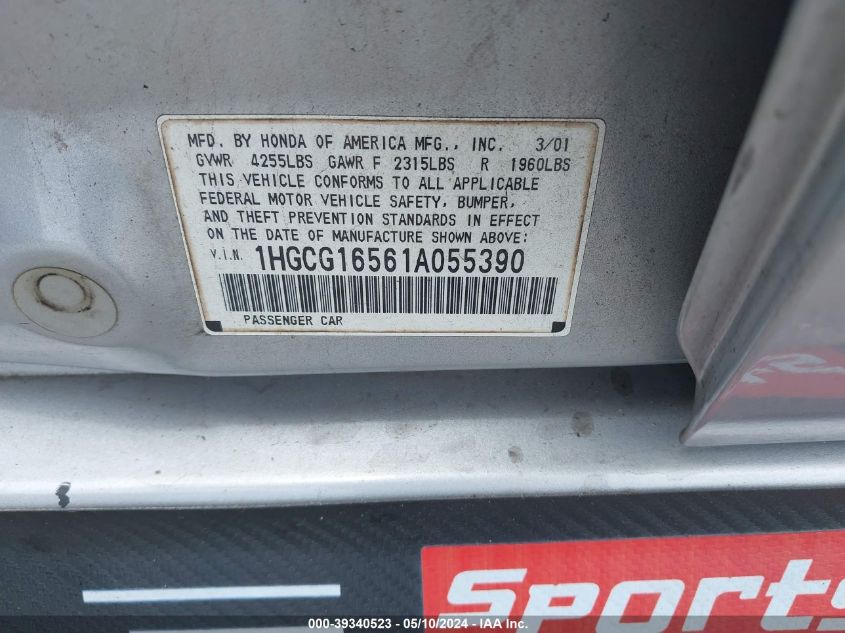 MFD. BY HONDA OF AMERICA MFG., INC. 3/01
GVWR 4255LBS GAWR F 2315LBS R 1960LBS
THIS VEHICLE CONFORMS TO ALL APPLICABLE
FEDERAL MOTOR VEHICLE SAFETY, BUMPER,
AND THEFT PREVENTION STANDARDS IN EFFECT
ON THE DATE OF MANUFACTURE SHOWN ABOVE:
V.I.N. 1HGCG16561A055390
PASSENGER CAR
Sports
000-39340523 - 05/10/2024 - IAA Inc.